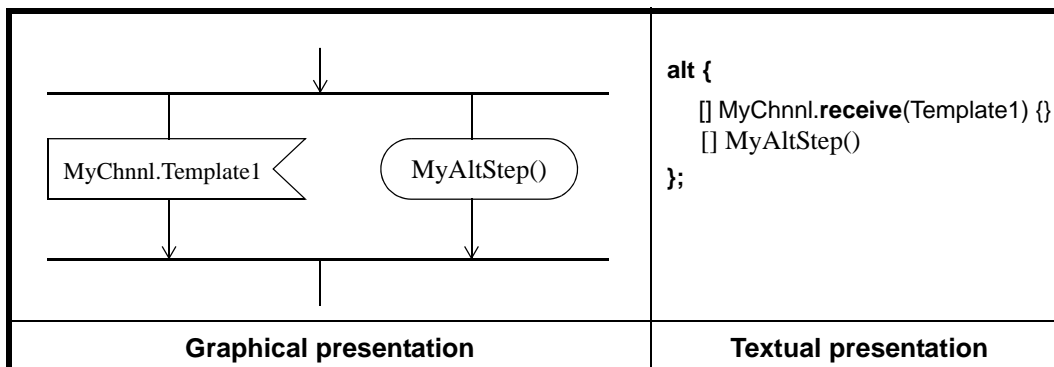 MyChnnl.Template1
MyAltStep()
alt {
[] MyChnnl.receive(Template1) {}
[] MyAltStep()
};
Graphical presentation
Textual presentation